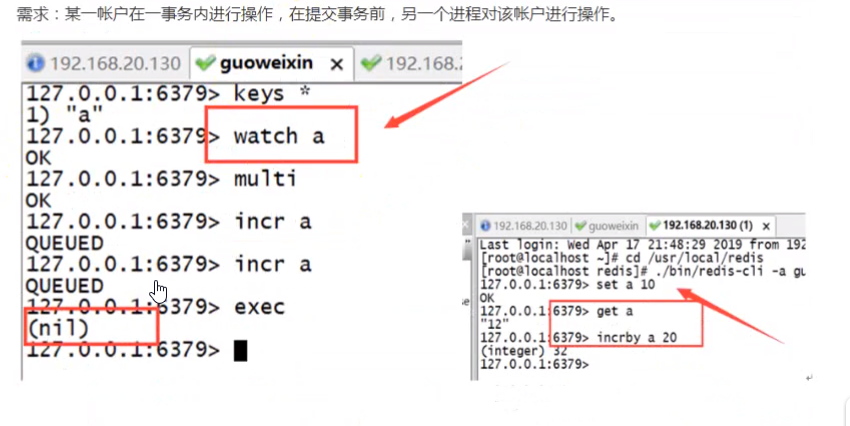 需求：某一帐户在一事务内进行操作，在提交事务前，另一个进程对该帐户进行操作。
192.168.20.130 guoweixin x 192.168.2
127.0.0.1:6379> keys *
1) "a"
127.0.0.1:6379> watch a
OK
127.0.0.1:6379> multi
OK
127.0.0.1:6379> incr a
QUEUED
127.0.0.1:6379> incr a
QUEUED
127.0.0.1:6379> exec
(nil)
127.0.0.1:6379>
192.168.20.130 guoweixin 192.168.20.130 (1) x
Last login: Wed Apr 17 21:48:29 2019 from 192
[root@localhost ~]# cd /usr/local/redis
[root@localhost redis]# ./bin/redis-cli -a gu
127.0.0.1:6379> set a 10
OK
127.0.0.1:6379> get a
"12"
127.0.0.1:6379> incrby a 20
(integer) 32
127.0.0.1:6379>